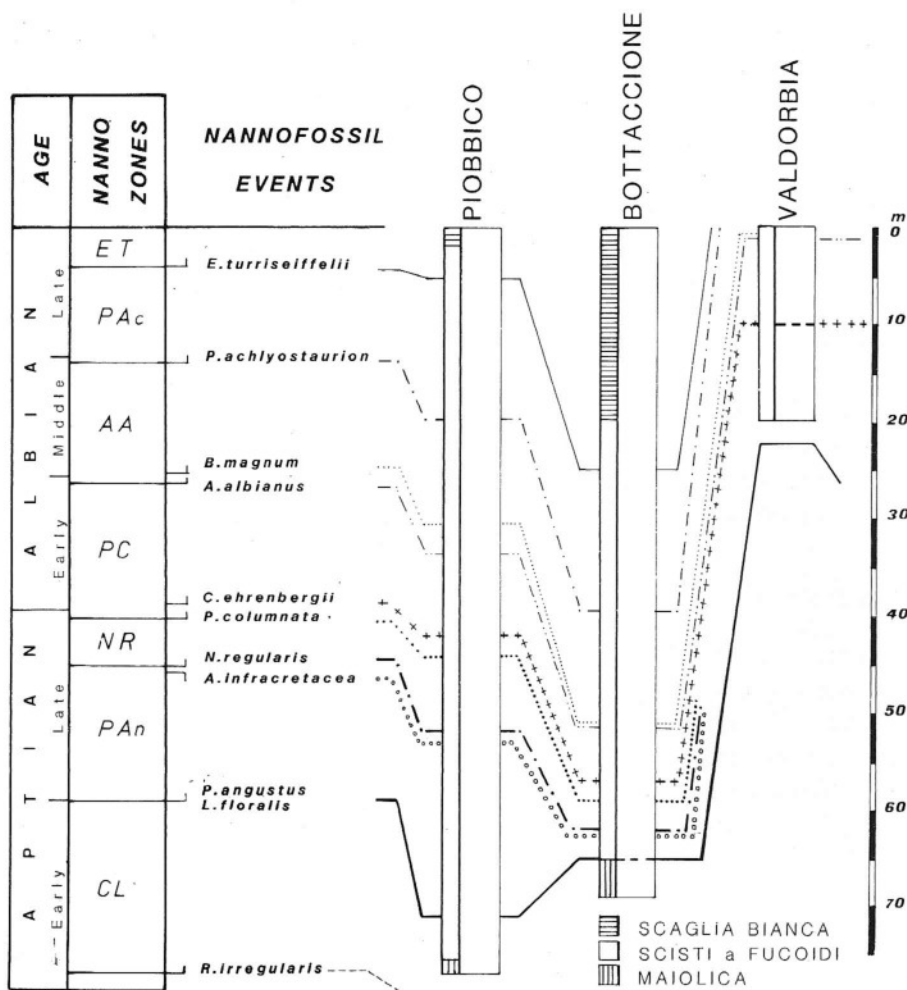 AGE
NANNO ZONES
NANNOFOSSIL
EVENTS
PIOBBICO
BOTTACCIONE
VALDORBIA
m
0
10
20
30
40
50
60
70
ALBIAN
Late
Middle
Early
APTIAN
Late
Early
ET
PAc
AA
PC
NR
PAn
CL
E.turriseiffelii
P.achlyostaurion
B.magnum
A.albianus
C.ehrenbergii
P.columnata
N.regularis
A.infracretacea
P.angustus
L.floralis
R.irregularis
SCAGLIA BIANCA
SCISTI a FUCOIDI
MAIOLICA